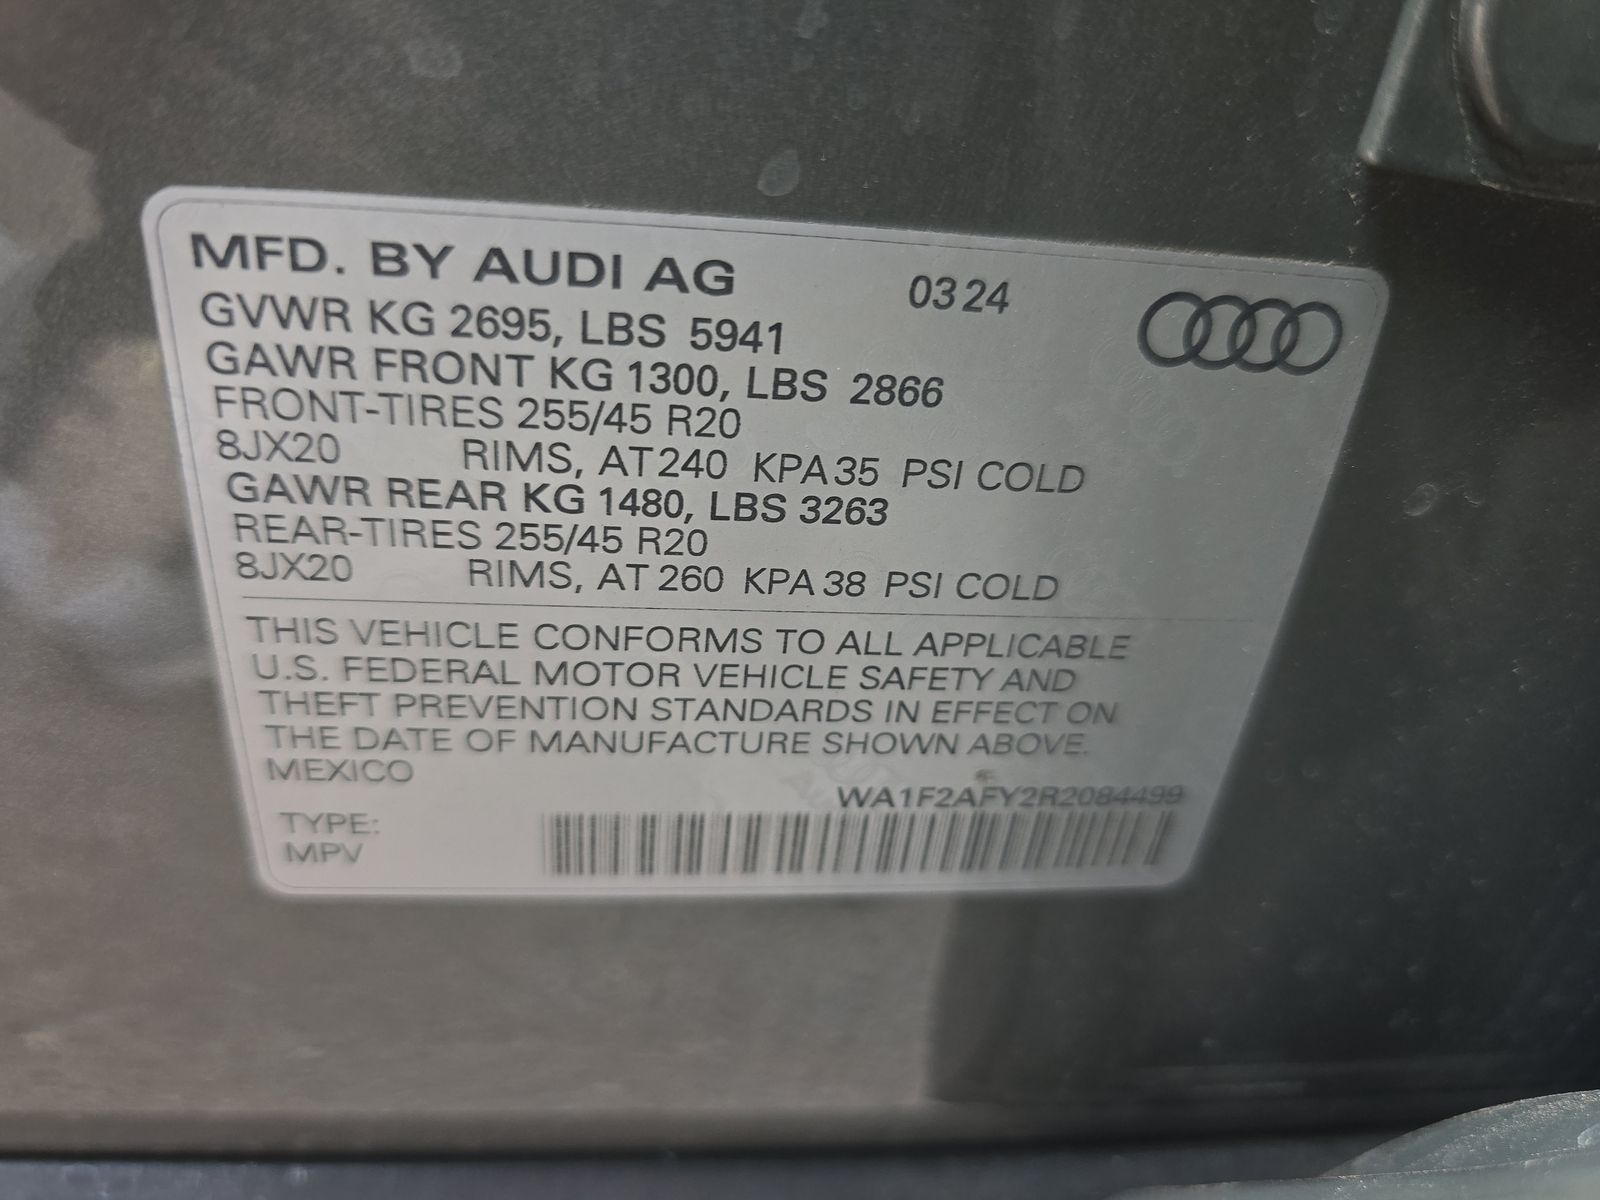 MFD. BY AUDI AG 03 24
GVWR KG 2695, LBS 5941
GAWR FRONT KG 1300, LBS 2866
FRONT-TIRES 255/45 R20
8JX20 RIMS, AT 240 KPA 35 PSI COLD
GAWR REAR KG 1480, LBS 3263
REAR-TIRES 255/45 R20
8JX20 RIMS, AT 260 KPA 38 PSI COLD
THIS VEHICLE CONFORMS TO ALL APPLICABLE
U.S. FEDERAL MOTOR VEHICLE SAFETY AND
THEFT PREVENTION STANDARDS IN EFFECT ON
THE DATE OF MANUFACTURE SHOWN ABOVE.
MEXICO
WA1F2AFY2R2084499
TYPE:
MPV